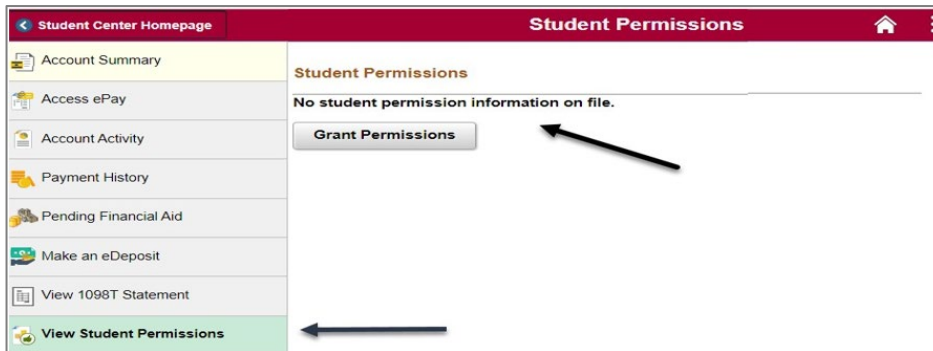 Student Center Homepage
Student Permissions
Account Summary
Access ePay
Account Activity
Payment History
Pending Financial Aid
Make an eDeposit
View 1098T Statement
View Student Permissions
Student Permissions
No student permission information on file.
Grant Permissions